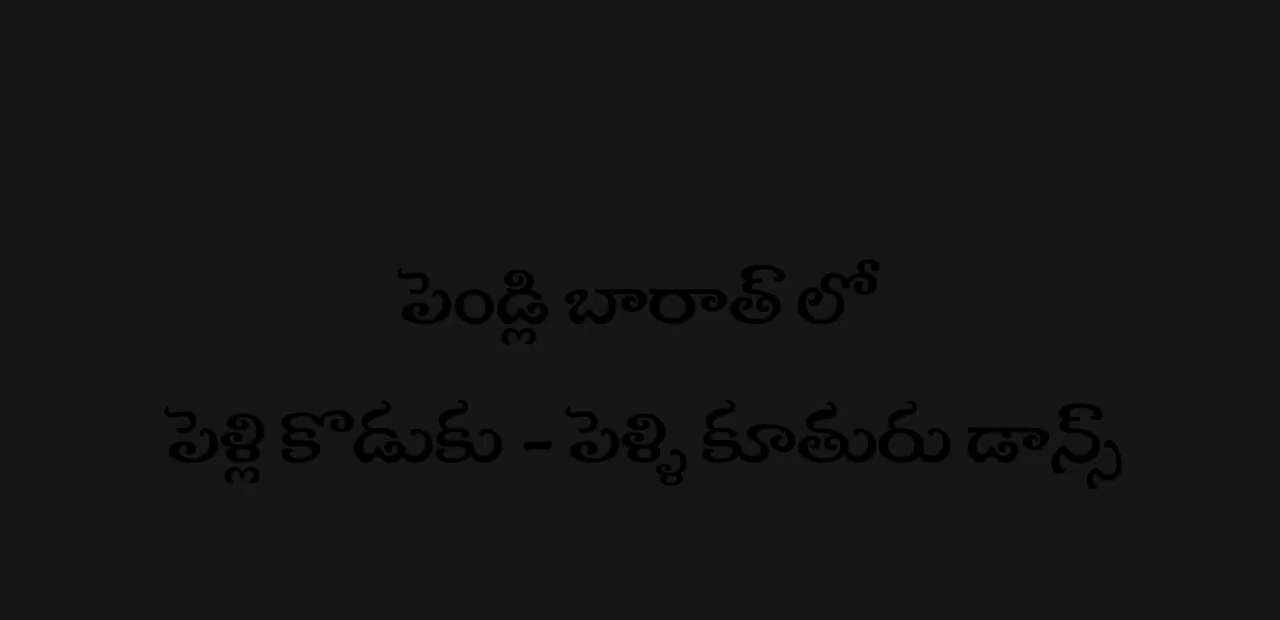 పెండ్లి బారాత్ లో
పెళ్లి కొడుకు - పెళ్ళి కూతురు డాన్స్